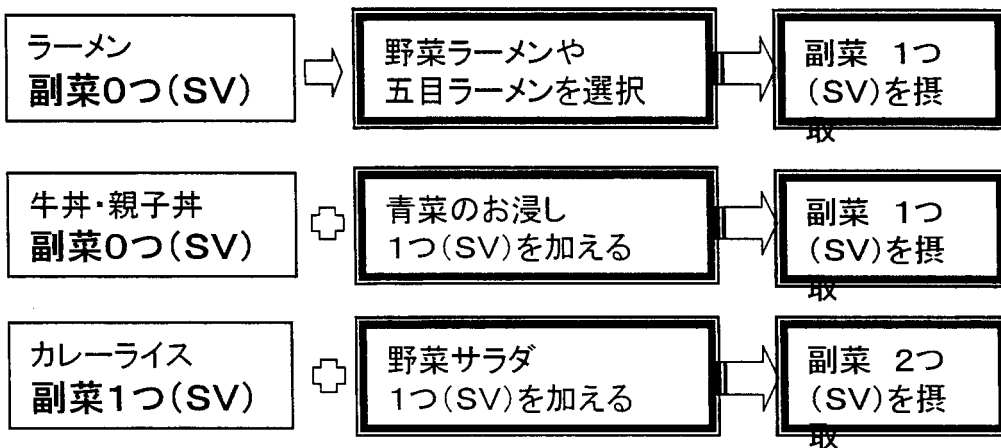 ラーメン
副菜0つ(SV)
野菜ラーメンや
五目ラーメンを選択
副菜 1つ
(SV)を摂
取
牛丼・親子丼
副菜0つ(SV)
青菜のお浸し
1つ(SV)を加える
副菜 1つ
(SV)を摂
取
カレーライス
副菜1つ(SV)
野菜サラダ
1つ(SV)を加える
副菜 2つ
(SV)を摂
取